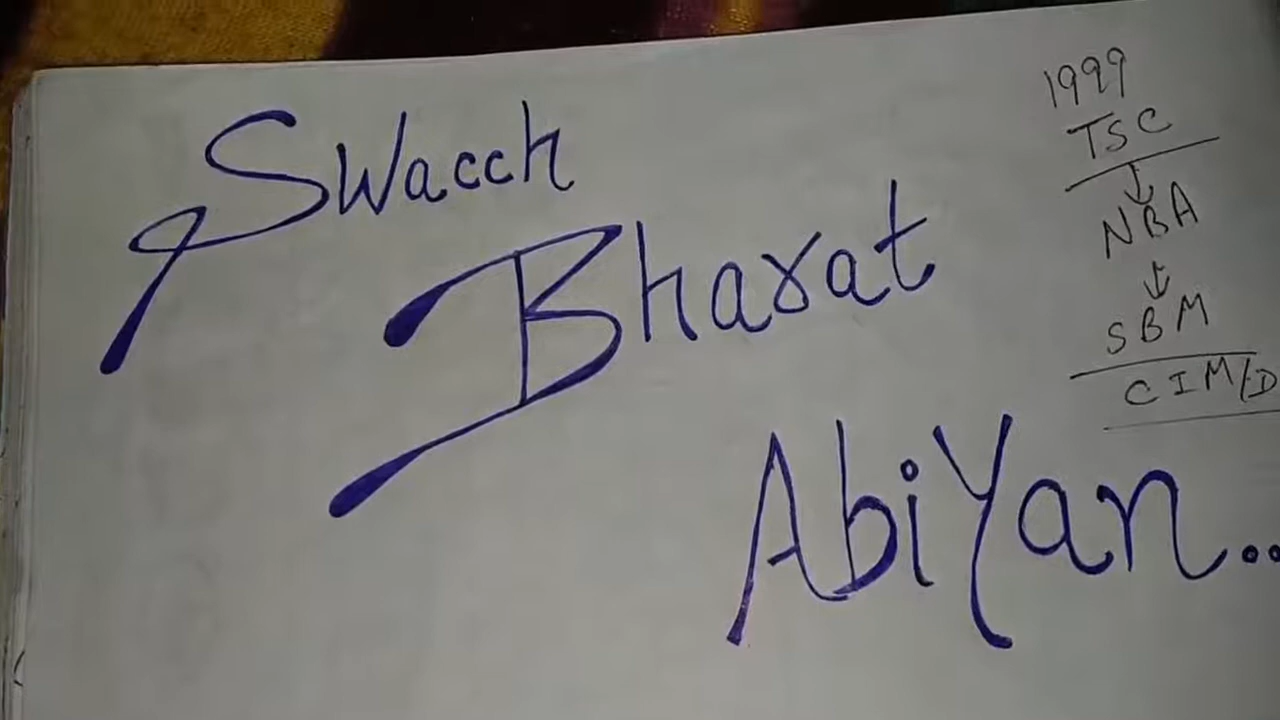 Swacch
Bharat
Abiyan..
1999
TSC
↓
NBA
↓
SBM
CIM/D